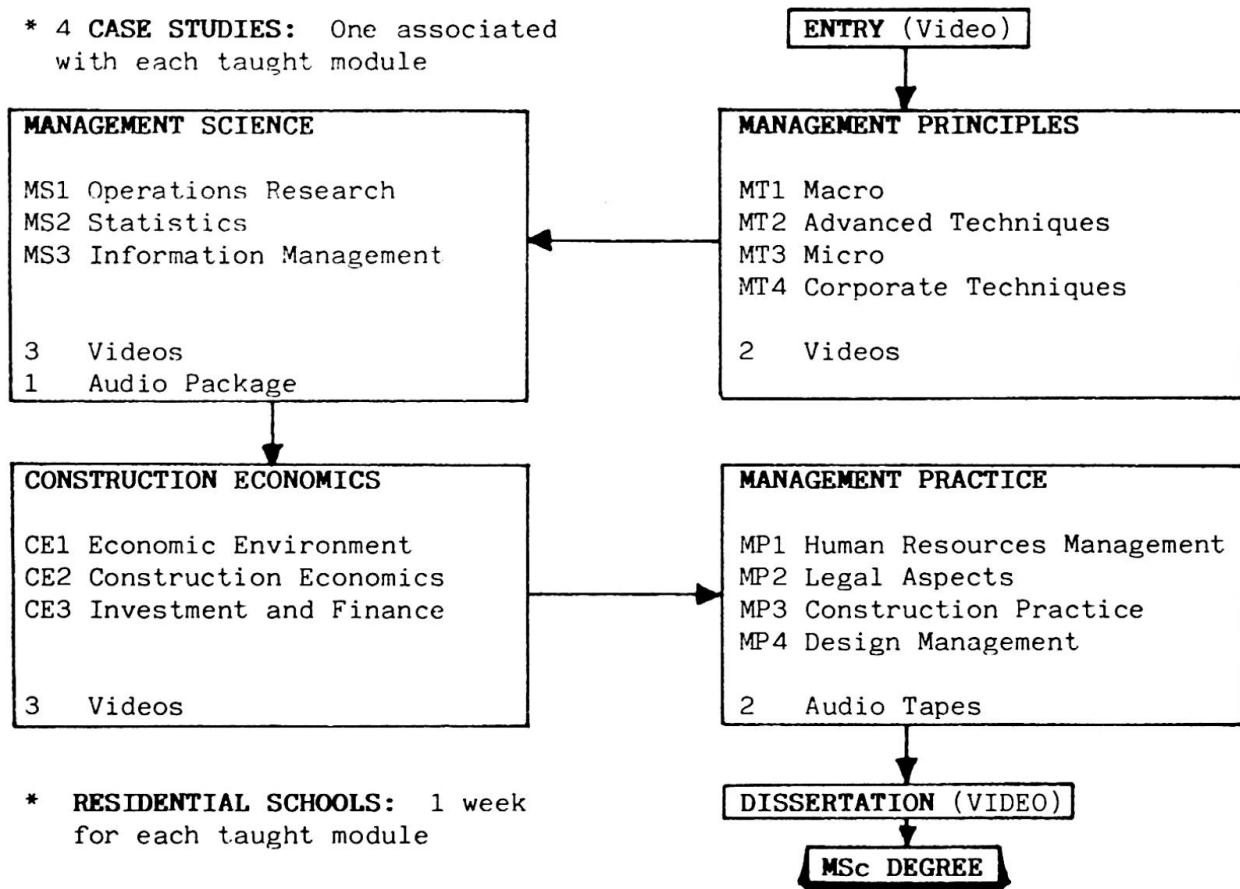 * 4 CASE STUDIES: One associated
with each taught module
ENTRY (Video)
MANAGEMENT PRINCIPLES
MT1 Macro
MT2 Advanced Techniques
MT3 Micro
MT4 Corporate Techniques
2 Videos
MANAGEMENT SCIENCE
MS1 Operations Research
MS2 Statistics
MS3 Information Management
3 Videos
1 Audio Package
CONSTRUCTION ECONOMICS
CE1 Economic Environment
CE2 Construction Economics
CE3 Investment and Finance
3 Videos
MANAGEMENT PRACTICE
MP1 Human Resources Management
MP2 Legal Aspects
MP3 Construction Practice
MP4 Design Management
2 Audio Tapes
* RESIDENTIAL SCHOOLS: 1 week
for each taught module
DISSERTATION (VIDEO)
MSc DEGREE